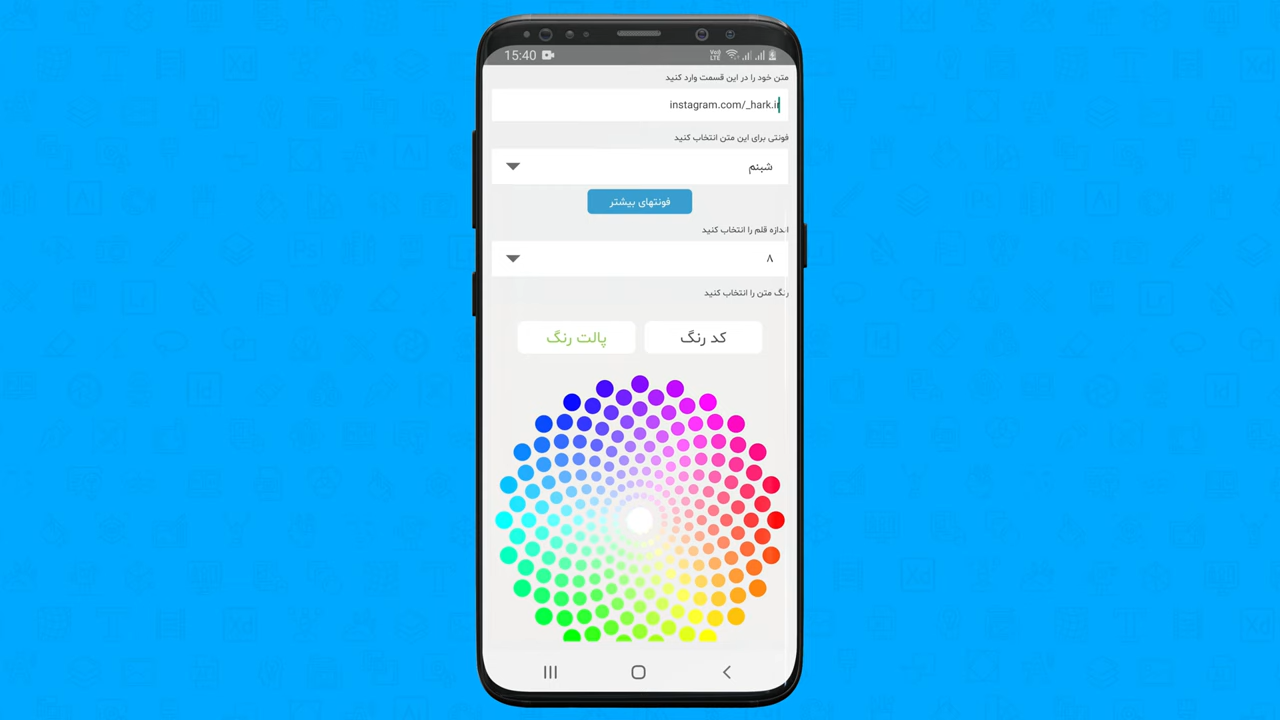 15:40
متن خود را در این قسمت وارد کنید
instagram.com/_hark.ir
فونتی برای این متن انتخاب کنید
شبنم
فونتهای بیشتر
اندازه قلم را انتخاب کنید
۸
رنگ متن را انتخاب کنید
کد رنگ
پالت رنگ